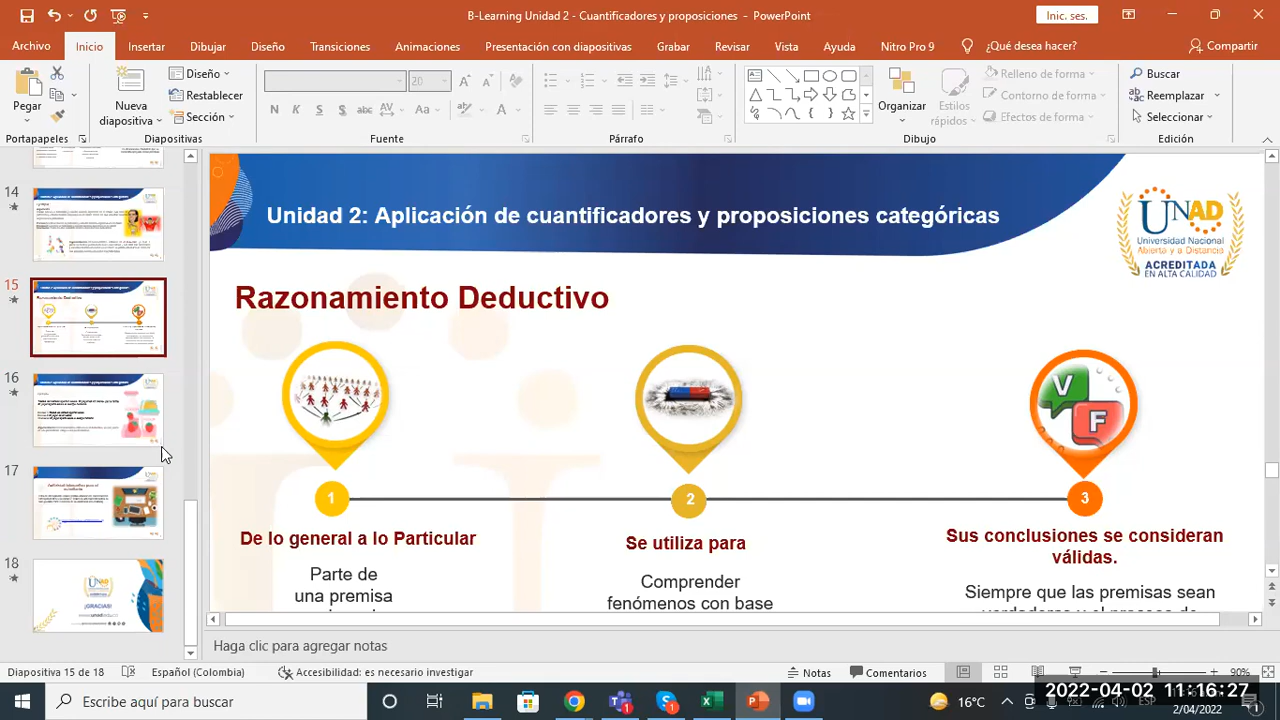 B-Learning Unidad 2 - Cuantificadores y proposiciones - PowerPoint
Inic. ses.
Archivo Inicio Insertar Dibujar Diseño Transiciones Animaciones Presentación con diapositivas Grabar Revisar Vista Ayuda Nitro Pro 9 ¿Qué desea hacer? Compartir
Pegar
Nueva diapositiva
Diseño
Restablecer
Sección
20
N K S S abc AV Aa A
Organizar
Estilos rápidos
Relleno de forma
Contorno de forma
Efectos de forma
Buscar
Reemplazar
Seleccionar
Portapapeles Diapositivas Fuente Párrafo Dibujo Edición
14
15
16
17
18
¡GRACIAS!
Unidad 2: Aplicación de cuantificadores y proposiciones categóricas
UNAD
Universidad Nacional
Abierta y a Distancia
ACREDITADA
EN ALTA CALIDAD
Razonamiento Deductivo
V
F
1
2
3
De lo general a lo Particular
Parte de
una premisa
Se utiliza para
Comprender
fenómenos con base
Sus conclusiones se consideran
válidas.
Siempre que las premisas sean
Haga clic para agregar notas
Diapositiva 15 de 18 Español (Colombia) Accesibilidad: es necesario investigar Notas Comentarios 90%
Escribe aquí para buscar
16°C
ESP
2022-04-02 11:16:27
2/04/2022